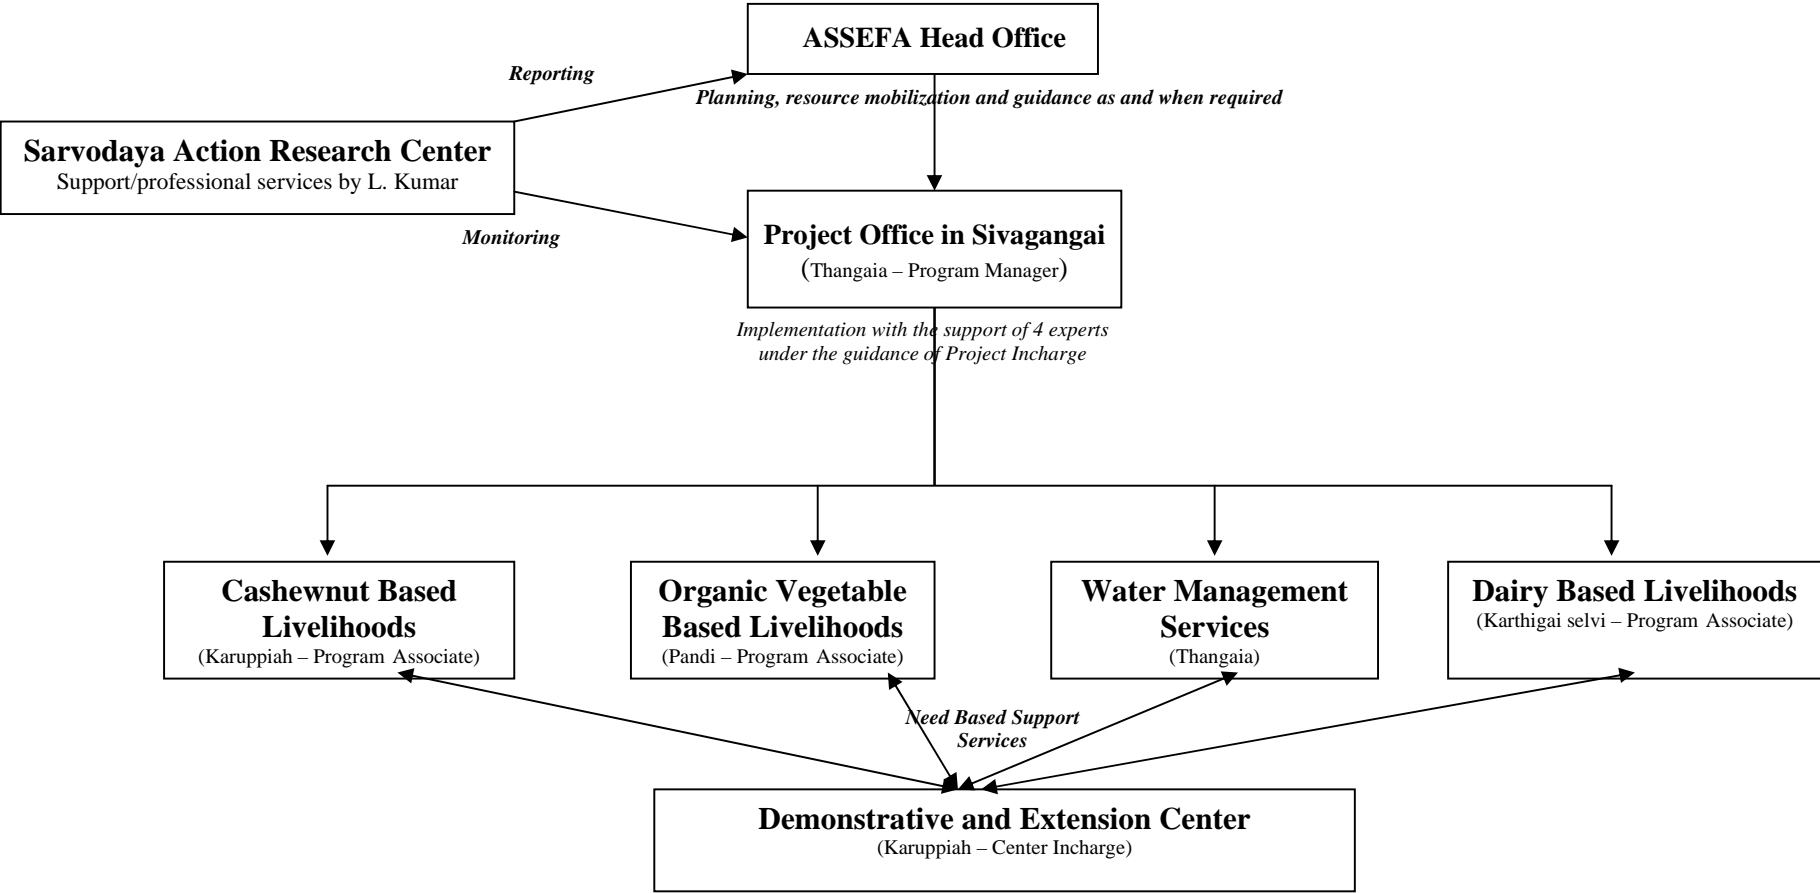 ASSEFA Head Office
Reporting
Planning, resource mobilization and guidance as and when required
Sarvodaya Action Research Center
Support/professional services by L. Kumar
Monitoring
Project Office in Sivagangai
(Thangaia – Program Manager)
Implementation with the support of 4 experts
under the guidance of Project Incharge
Cashewnut Based
Livelihoods
(Karuppiah – Program Associate)
Organic Vegetable
Based Livelihoods
(Pandi – Program Associate)
Water Management
Services
(Thangaia)
Dairy Based Livelihoods
(Karthigai selvi – Program Associate)
Need Based Support
Services
Demonstrative and Extension Center
(Karuppiah – Center Incharge)